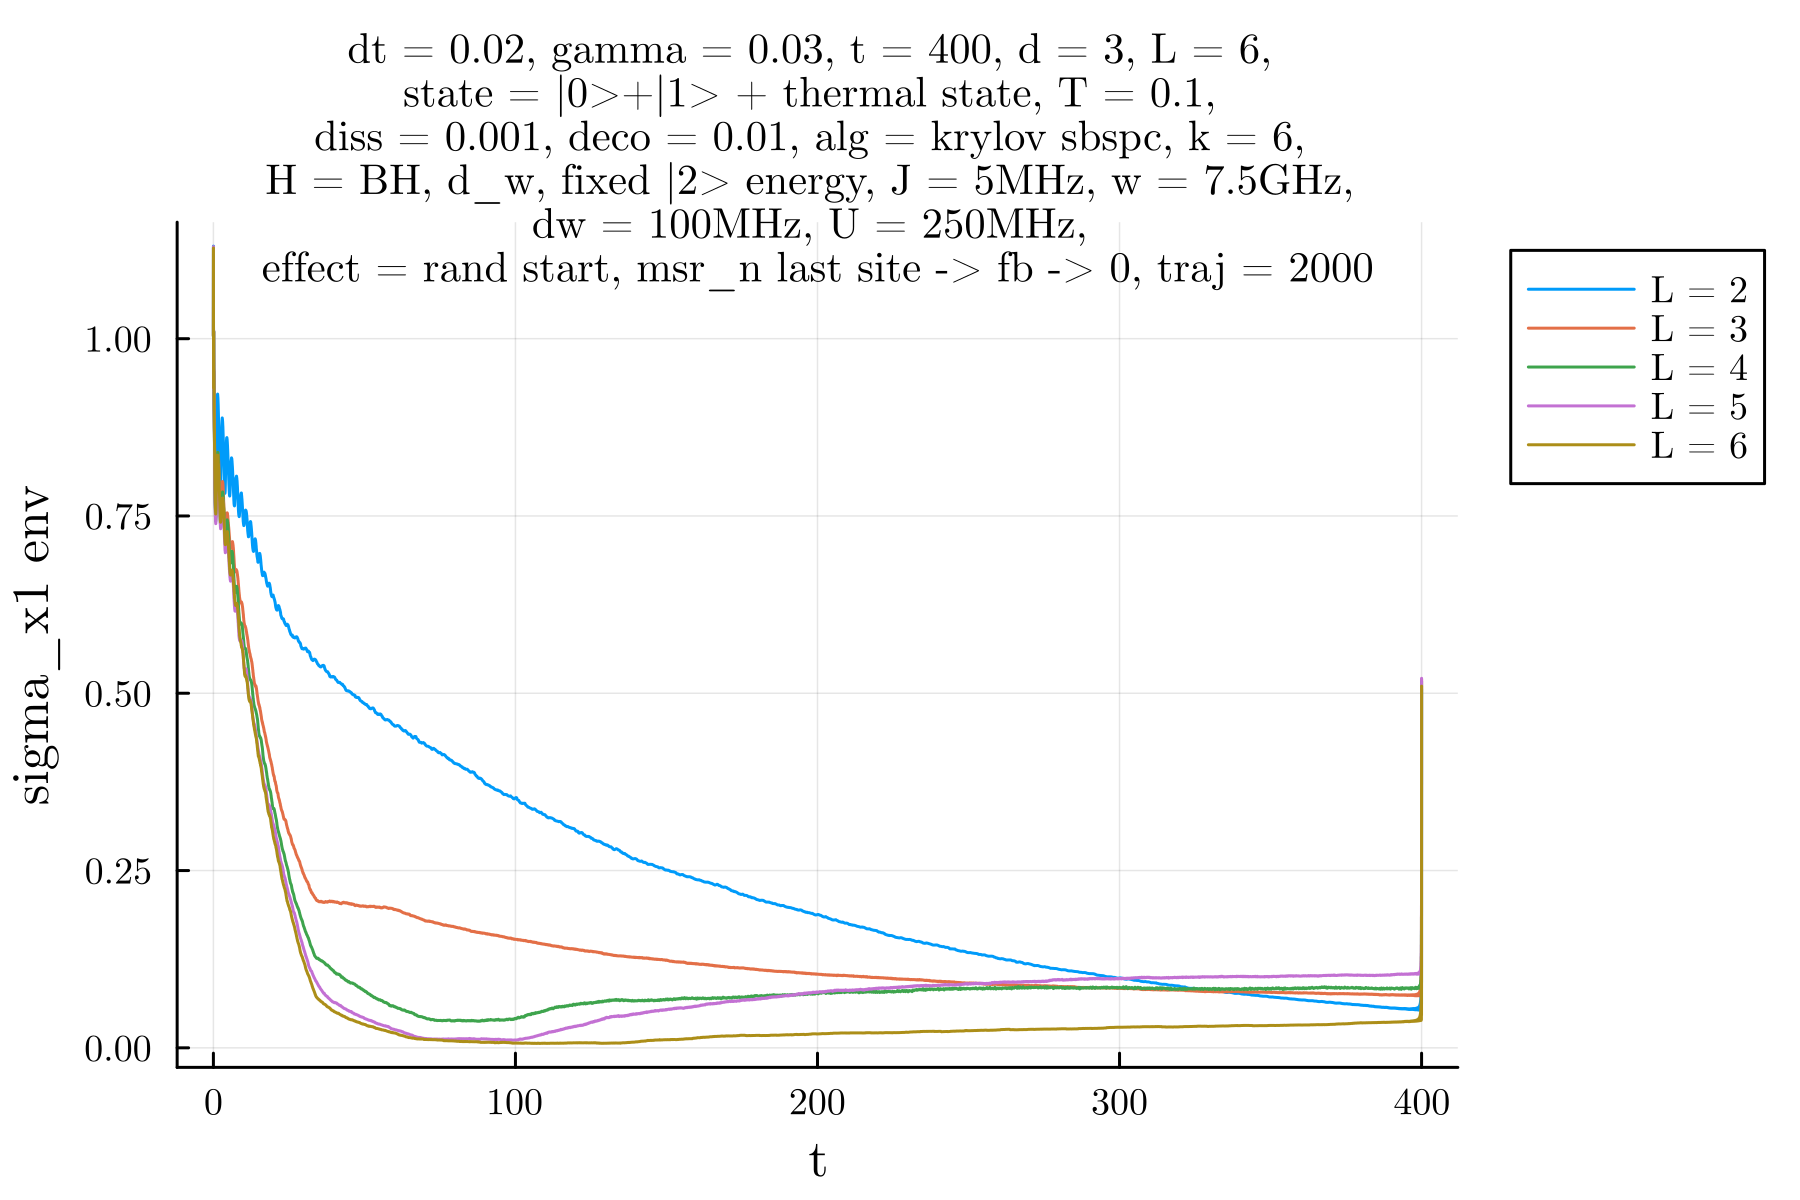 dt = 0.02, gamma = 0.03, t = 400, d = 3, L = 6,
state = |0>+|1> + thermal state, T = 0.1,
diss = 0.001, deco = 0.01, alg = krylov sbspc, k = 6,
H = BH, d_w, fixed |2> energy, J = 5MHz, w = 7.5GHz,
dw = 100MHz, U = 250MHz,
effect = rand start, msr_n last site -> fb -> 0, traj = 2000
sigma_x1 env
1.00
0.75
0.50
0.25
0.00
0
100
200
300
400
t
L = 2
L = 3
L = 4
L = 5
L = 6